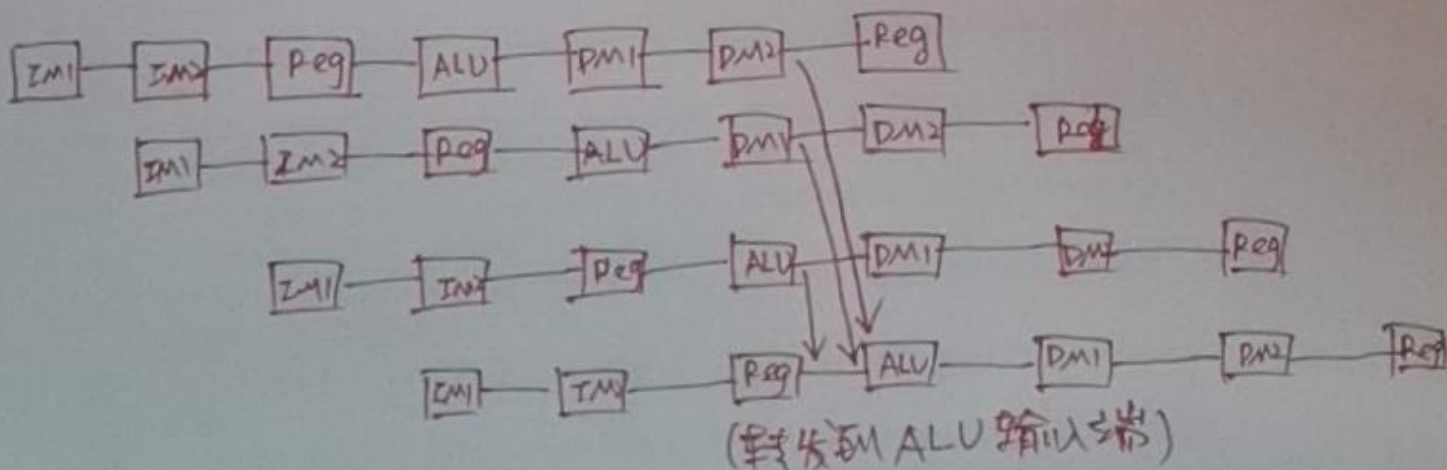 IM1 IM2 Reg ALU DM1 DM2 Reg
IM1 IM2 Reg ALU DM1 DM2 Reg
IM1 IM2 Reg ALU DM1 DM Reg
IM1 IM2 Reg ALU DM1 DM2 Reg
(转发到ALU输入端)